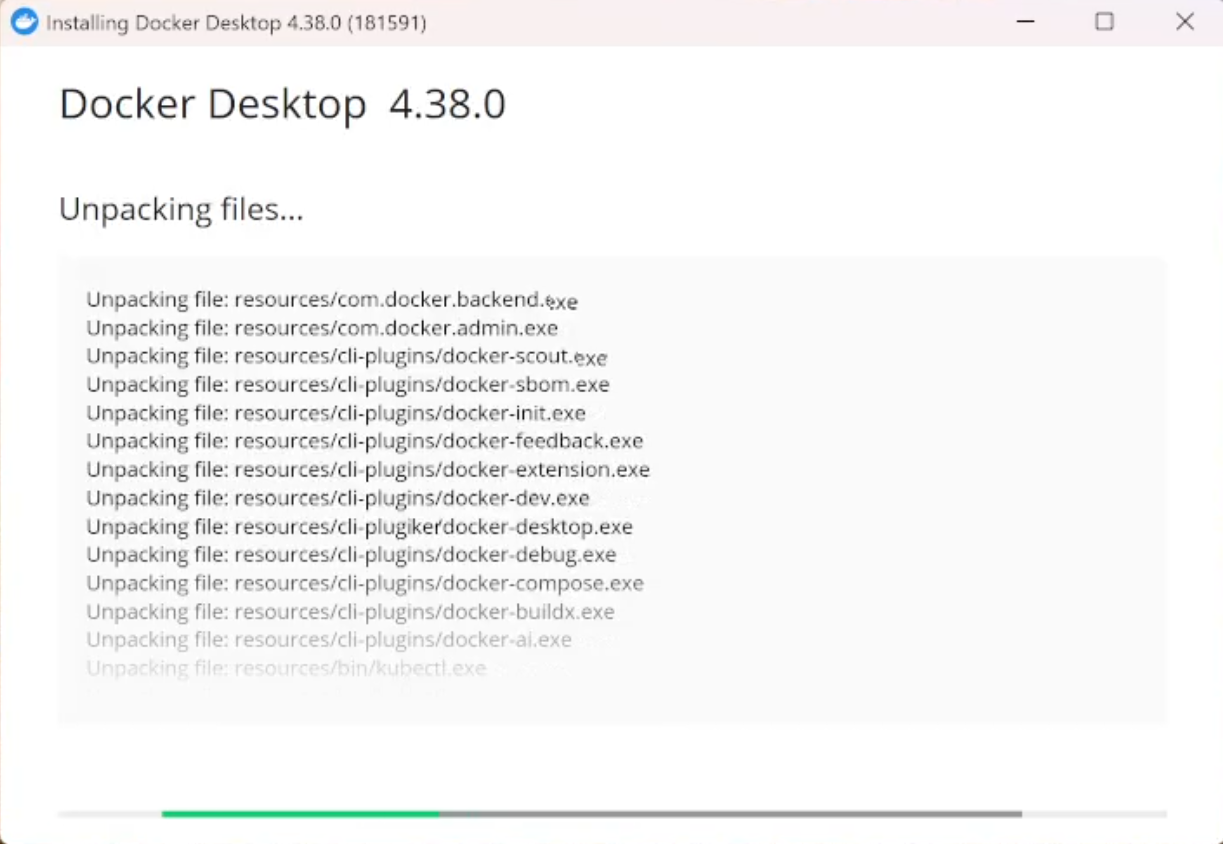 Installing Docker Desktop 4.38.0 (181591)
Docker Desktop 4.38.0
Unpacking files...
Unpacking file: resources/com.docker.backend.exe
Unpacking file: resources/com.docker.admin.exe
Unpacking file: resources/cli-plugins/docker-scout.exe
Unpacking file: resources/cli-plugins/docker-sbom.exe
Unpacking file: resources/cli-plugins/docker-init.exe
Unpacking file: resources/cli-plugins/docker-feedback.exe
Unpacking file: resources/cli-plugins/docker-extension.exe
Unpacking file: resources/cli-plugins/docker-dev.exe
Unpacking file: resources/cli-plugiker/docker-desktop.exe
Unpacking file: resources/cli-plugins/docker-debug.exe
Unpacking file: resources/cli-plugins/docker-compose.exe
Unpacking file: resources/cli-plugins/docker-buildx.exe
Unpacking file: resources/cli-plugins/docker-ai.exe
Unpacking file: resources/bin/kubectl.exe